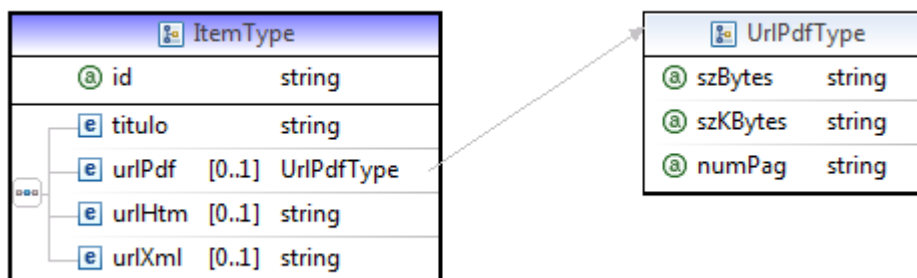 ItemType
id string
titulo string
urlPdf [0..1] UrlPdfType
urlHtm [0..1] string
urlXml [0..1] string
UrlPdfType
szBytes string
szKBytes string
numPag string